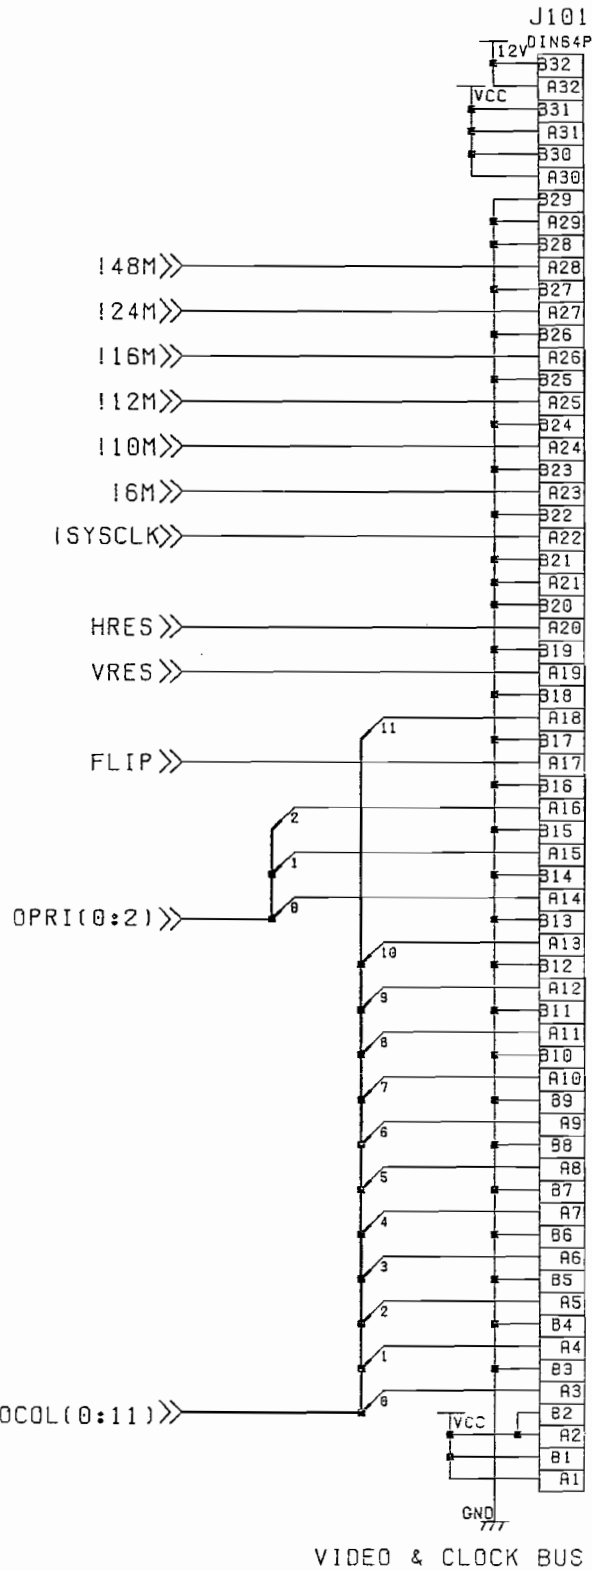 J101
DIN64P
12V
B32
A32
VCC
B31
A31
B30
A30
B29
A29
B28
!48M A28
B27
!24M A27
B26
!16M A26
B25
!12M A25
B24
!10M A24
B23
!6M A23
B22
!SYSCLK A22
B21
A21
B20
HRES A20
B19
VRES A19
B18
11 A18
B17
FLIP A17
B16
2 A16
B15
1 A15
B14
0 A14
OPRI(0:2) B13
10 A13
B12
9 A12
B11
8 A11
B10
7 A10
B9
6 A9
B8
5 A8
B7
4 A7
B6
3 A6
B5
2 A5
B4
1 A4
B3
0 A3
OCOL(0:11) B2
VCC
A2
B1
A1
GND
VIDEO & CLOCK BUS